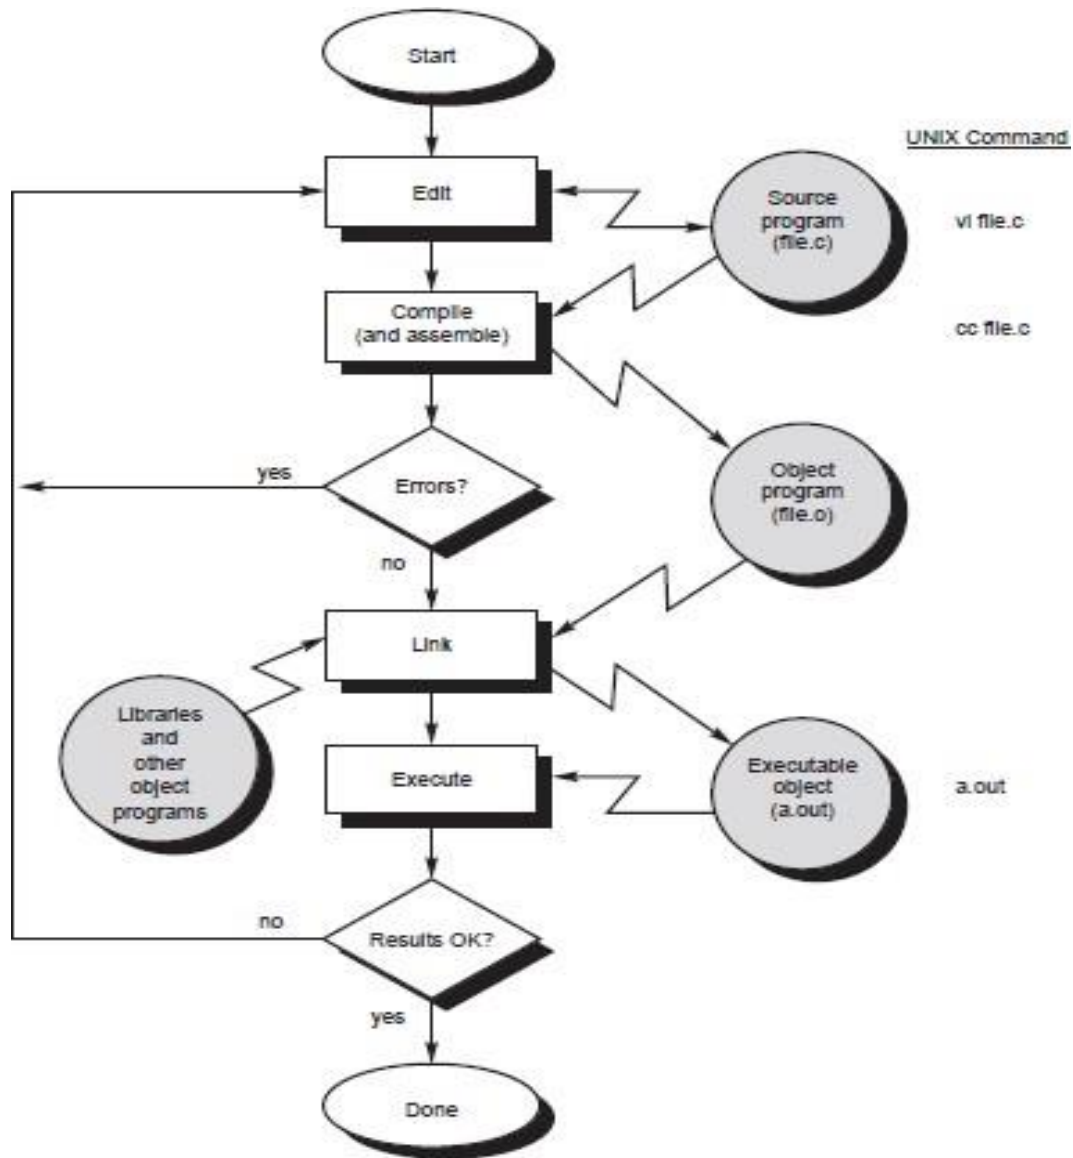 Start
UNIX Command
Edit
Source
program
(file.c)
vi file.c
Compile
(and assemble)
cc file.c
yes
Errors?
Object
program
(file.o)
no
Link
Libraries
and
other
object
programs
Execute
Executable
object
(a.out)
a.out
no
Results OK?
yes
Done